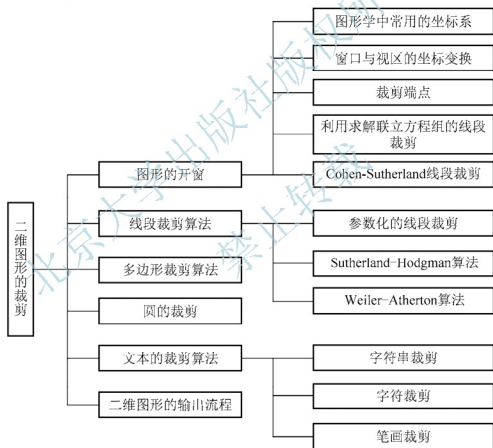 图形学中常用的坐标系
窗口与视区的坐标变换
裁剪端点
利用求解联立方程组的线段
裁剪
图形的开窗
Cohen-Sutherland线段裁剪
二维图形的裁剪
线段裁剪算法
参数化的线段裁剪
多边形裁剪算法
Sutherland-Hodgman算法
Weiler-Atherton算法
圆的裁剪
文本的裁剪算法
字符串裁剪
二维图形的输出流程
字符裁剪
笔画裁剪
北京大学出版社版权所
禁止转载